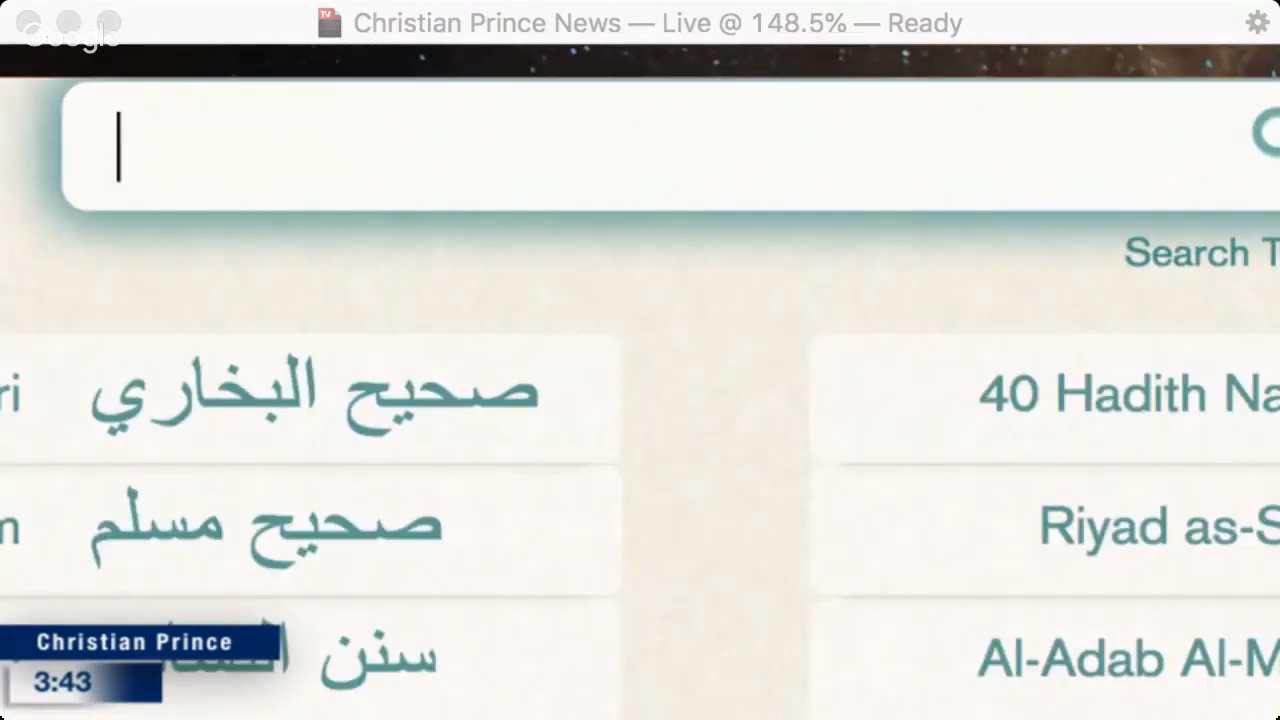 Christian Prince News — Live @ 148.5% — Ready
Google
Search T
ri صحيح البخاري
40 Hadith Na
m صحيح مسلم
Riyad as-S
سنن
Al-Adab Al-M
Christian Prince
3:43